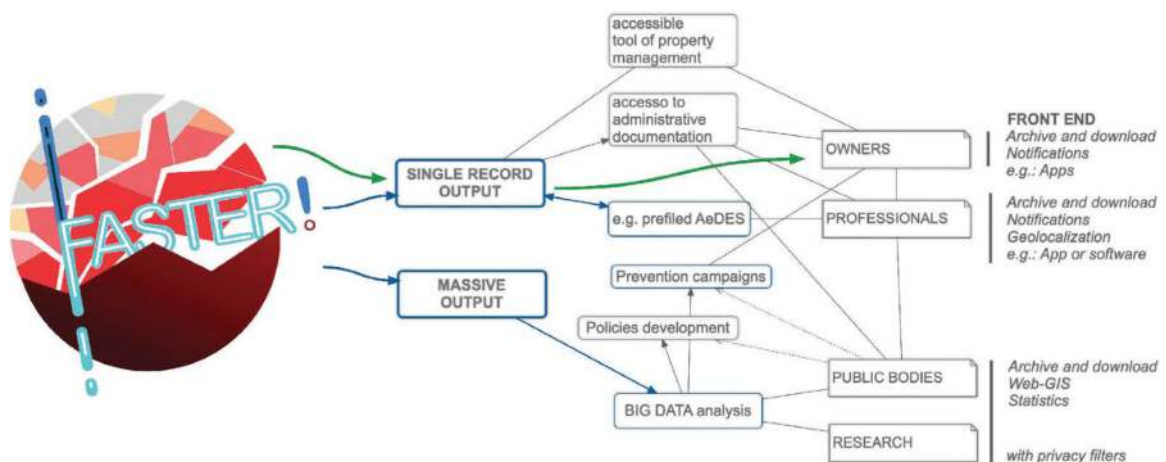 FASTER!
SINGLE RECORD
OUTPUT
MASSIVE
OUTPUT
accessible
tool of property
management
accesso to
administrative
documentation
e.g. prefiled AeDES
Prevention campaigns
Policies development
BIG DATA analysis
OWNERS
PROFESSIONALS
PUBLIC BODIES
RESEARCH
FRONT END
Archive and download
Notifications
e.g.: Apps
Archive and download
Notifications
Geolocalization
e.g.: App or software
Archive and download
Web-GIS
Statistics
with privacy filters